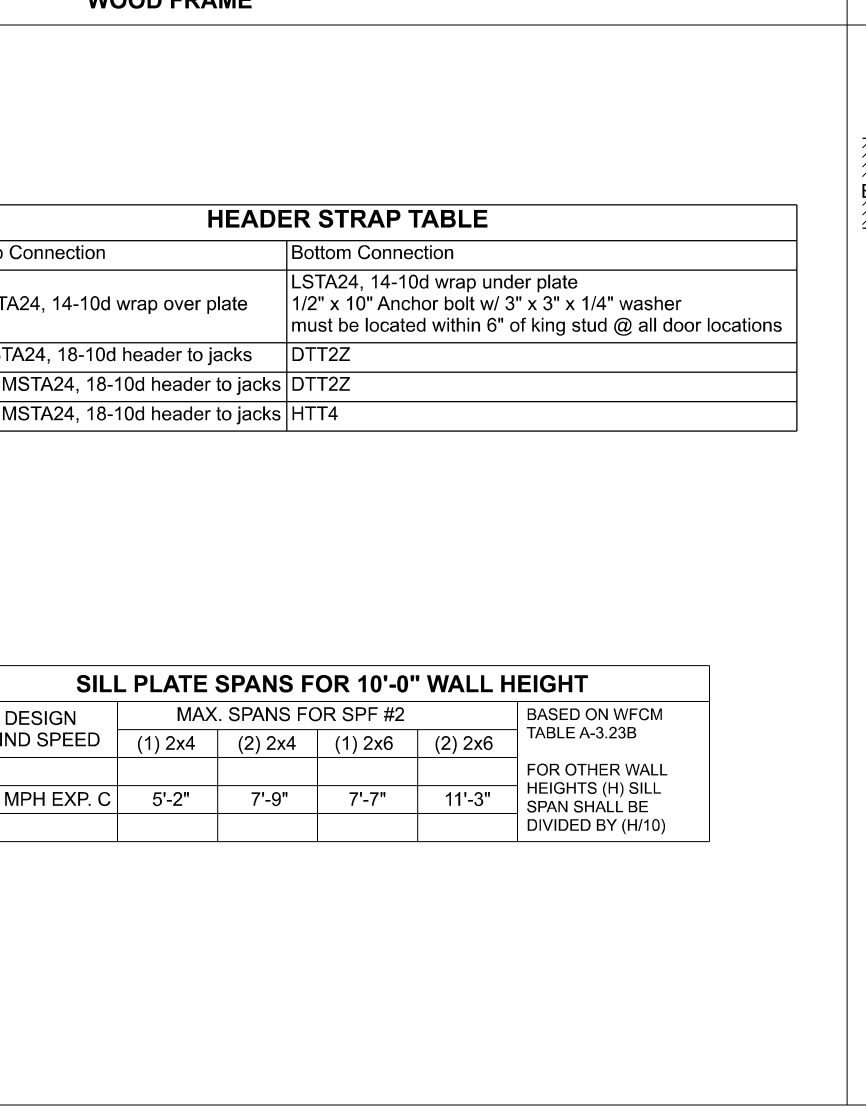 WOOD FRAME
HEADER STRAP TABLE
Connection
Bottom Connection
TA24, 14-10d wrap over plate
LSTA24, 14-10d wrap under plate
1/2" x 10" Anchor bolt w/ 3" x 3" x 1/4" washer
must be located within 6" of king stud @ all door locations
TA24, 18-10d header to jacks
DTT2Z
MSTA24, 18-10d header to jacks
DTT2Z
MSTA24, 18-10d header to jacks
HTT4
SILL PLATE SPANS FOR 10'-0" WALL HEIGHT
DESIGN
IND SPEED
MAX. SPANS FOR SPF #2
(1) 2x4
(2) 2x4
(1) 2x6
(2) 2x6
MPH EXP. C
5'-2"
7'-9"
7'-7"
11'-3"
BASED ON WFCM
TABLE A-3.23B
FOR OTHER WALL
HEIGHTS (H) SILL
SPAN SHALL BE
DIVIDED BY (H/10)